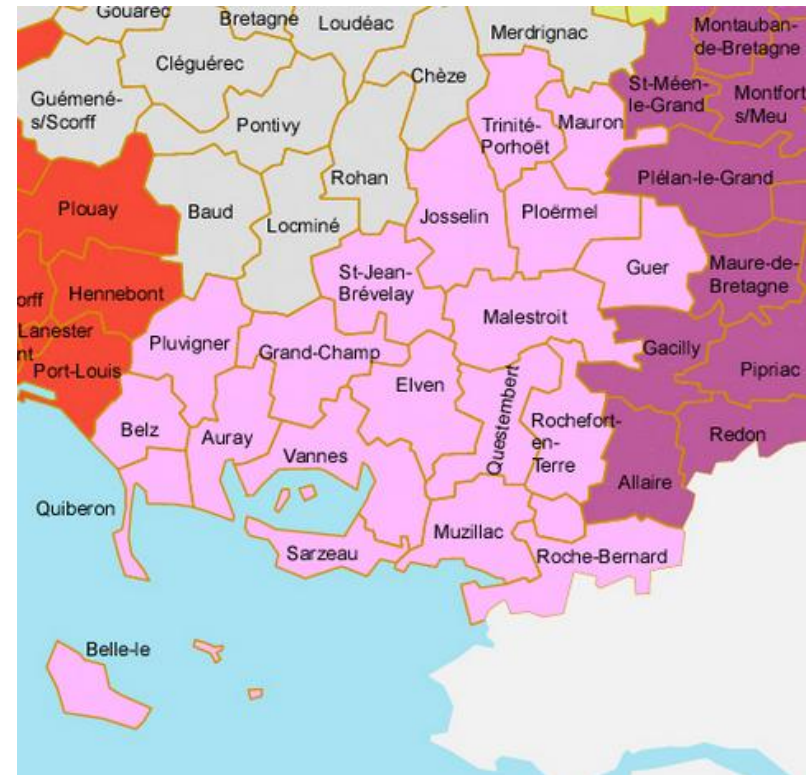 Gouarec
Bretagne
Loudéac
Merdrignac
Montauban-
de-Bretagne
Cléguérec
Chèze
St-Méen-
le-Grand
Montfort
s/Meu
Guémené-
s/Scorff
Pontivy
Trinité-
Porhoët
Mauron
Rohan
Plélan-le-Grand
Plouay
Baud
Locminé
Josselin
Ploërmel
St-Jean-
Brévelay
Guer
Maure-de-
Bretagne
orff
Hennebont
Malestroit
Lanester
nt
Port-Louis
Pluvigner
Grand-Champ
Gacilly
Pipriac
Elven
Questembert
Rochefort-
en-
Terre
Belz
Auray
Vannes
Redon
Allaire
Quiberon
Muzillac
Sarzeau
Roche-Bernard
Belle-le